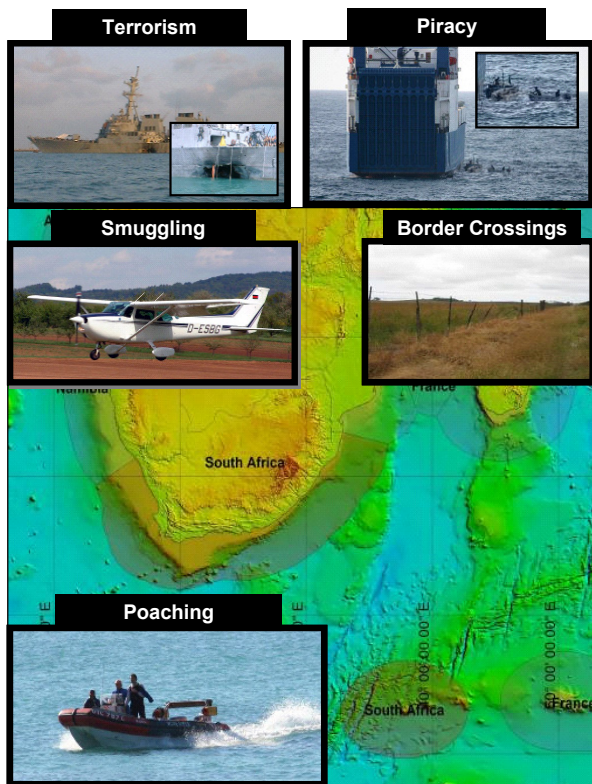 Terrorism
Piracy
Smuggling
Border Crossings
D-ESBG
Namibia
France
South Africa
Poaching
South Africa
France